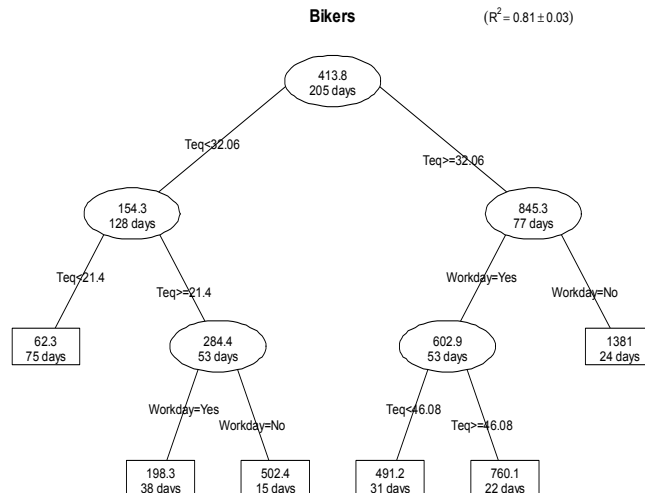 Bikers
(R² = 0.81 ± 0.03)
413.8
205 days
Teq<32.06
Teq>=32.06
154.3
128 days
845.3
77 days
Teq<21.4
Teq>=21.4
Workday=Yes
Workday=No
62.3
75 days
284.4
53 days
602.9
53 days
1381
24 days
Workday=Yes
Workday=No
Teq<46.08
Teq>=46.08
198.3
38 days
502.4
15 days
491.2
31 days
760.1
22 days